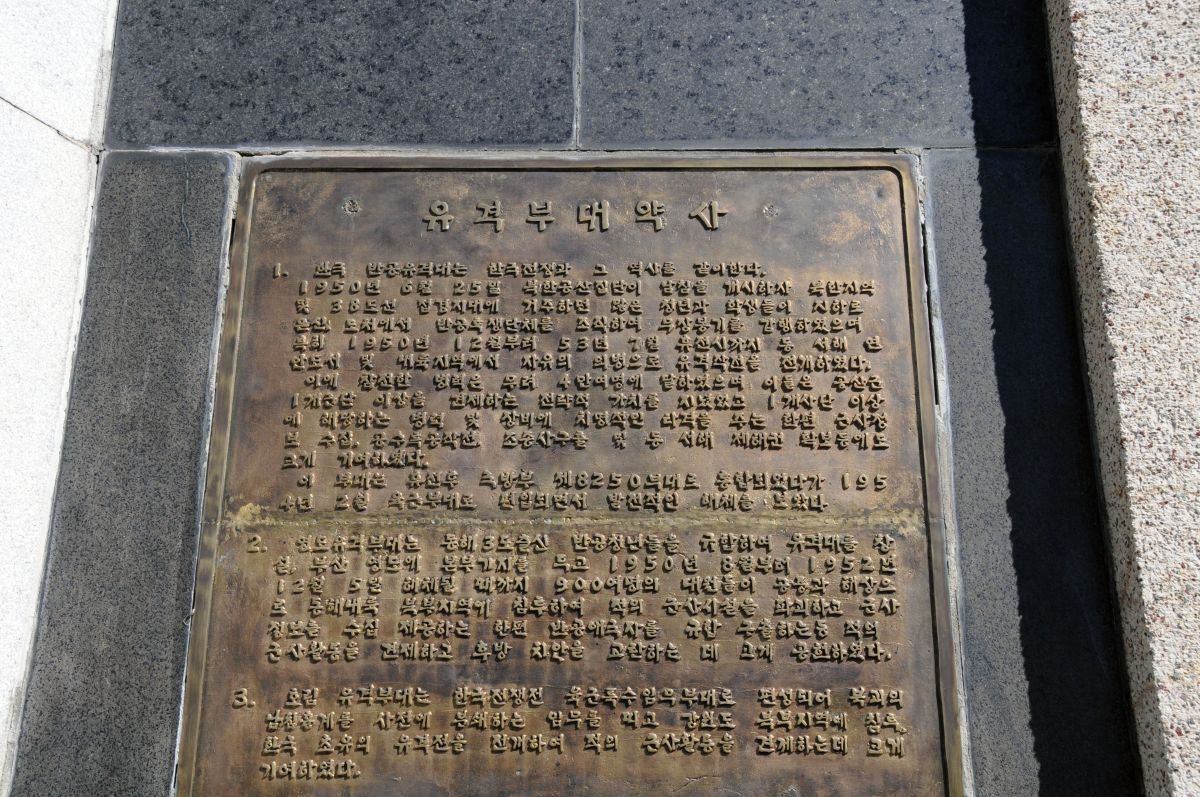 유격부대약사
1. 한국 반공유격대는 한국전쟁과 그 역사를 같이한다.
1950년 6월 25일 북한공산집단이 남침을 개시하자 북한지역
및 38도선 접경지대에 거주하던 많은 청년과 학생들이 산하로
도서에서 반공투쟁단체를 조직하여 무장봉기를 감행하였으며
특히 1950년 12월부터 53년 7월 휴전시까지 동 서해 연
안도서 및 내륙지역에서 자유의 의병으로 유격작전을 전개하였다.
이에 참전한 병력은 무려 4만여명에 달하였으며 이들은 공산군
1개군단 이상을 견제하는 전략적 가치를 지녔었고 1개사단 이상
에 해당하는 병력 및 장비에 치명적인 타격을 주는 한편 군사정
보 수집, 공수특공작전, 조종사구출 및 동 서해 제해권 확보등에도
크게 기여하였다.
이 부대는 휴전후 국방부 제8250부대로 통합되었다가 195
4년 2월 육군부대로 편입되면서 발전적인 해체를 보았다.
2. 영도유격부대는 동해3도출신 반공청년들을 규합하여 유격대를 창
설, 부산 영도에 본부기지를 두고 1950년 8월부터 1952년
12월 5일 해체될 때까지 900여명의 대원들이 공중과 해상으
로 동해내륙 북부지역에 침투하여 적의 군사시설을 파괴하고 군사
정보를 수집 제공하는 한편 반공애국자를 규합 구출하는등 적의
군사활동을 견제하고 후방 치안을 교란하는 데 크게 공헌하였다.
3. 호림 유격부대는 한국전쟁전 육군특수임무부대로 편성되어 북괴의
남침흉계를 사전에 봉쇄하는 임무를 띠고 강원도 북부지역에 침투,
한국 초유의 유격전을 전개하여 적의 군사활동을 견제하는데 크게
기여하였다.